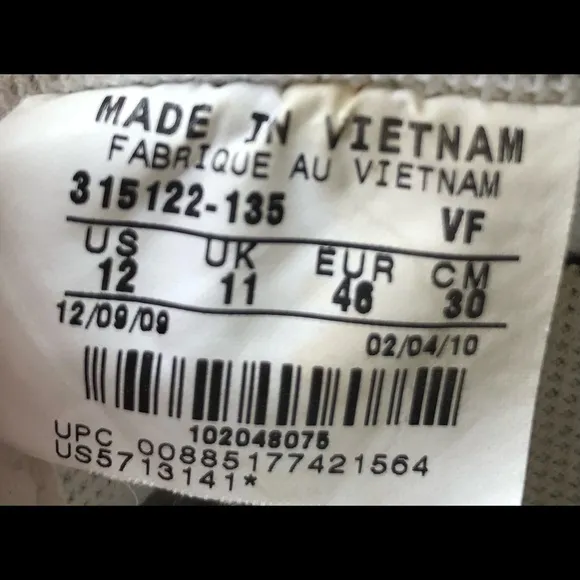 MADE IN VIETNAM
FABRIQUE AU VIETNAM
315122-135 VF
US UK EUR CM
12 11 46 30
12/09/09 02/04/10
102048075
UPC 00885177421564
US5713141*